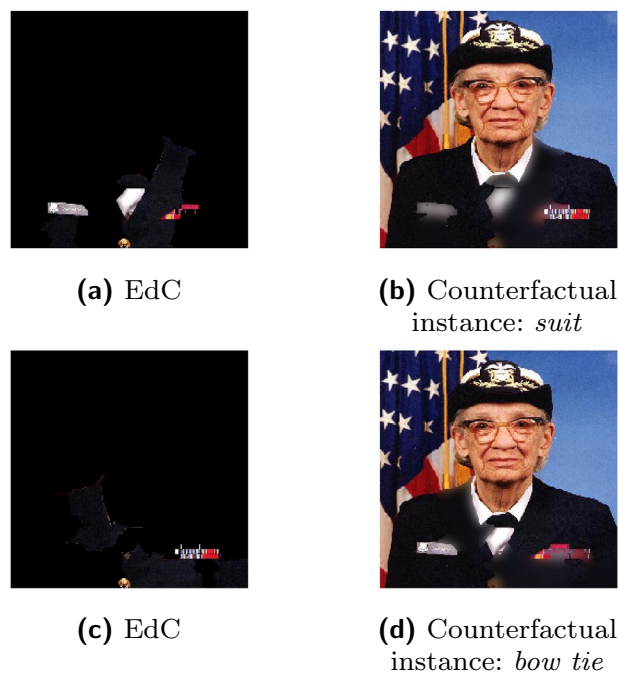 (a) EdC
(b) Counterfactual
instance: suit
(c) EdC
(d) Counterfactual
instance: bow tie